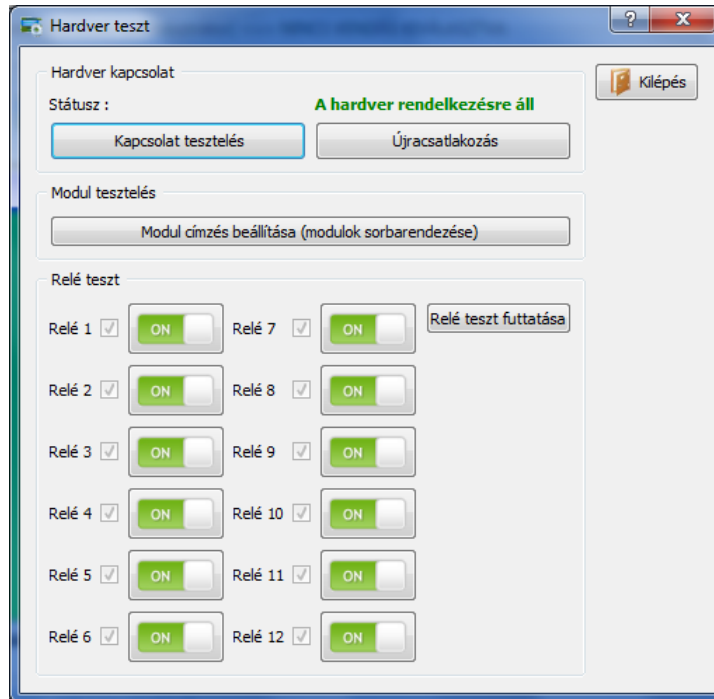 Hardver teszt
?
X
Hardver kapcsolat
Kilépés
Státusz :
A hardver rendelkezésre áll
Kapcsolat tesztelés
Újracsatlakozás
Modul tesztelés
Modul címzés beállítása (modulok sorbarendezése)
Relé teszt
Relé 1 ON Relé 7 ON Relé teszt futtatása
Relé 2 ON Relé 8 ON
Relé 3 ON Relé 9 ON
Relé 4 ON Relé 10 ON
Relé 5 ON Relé 11 ON
Relé 6 ON Relé 12 ON